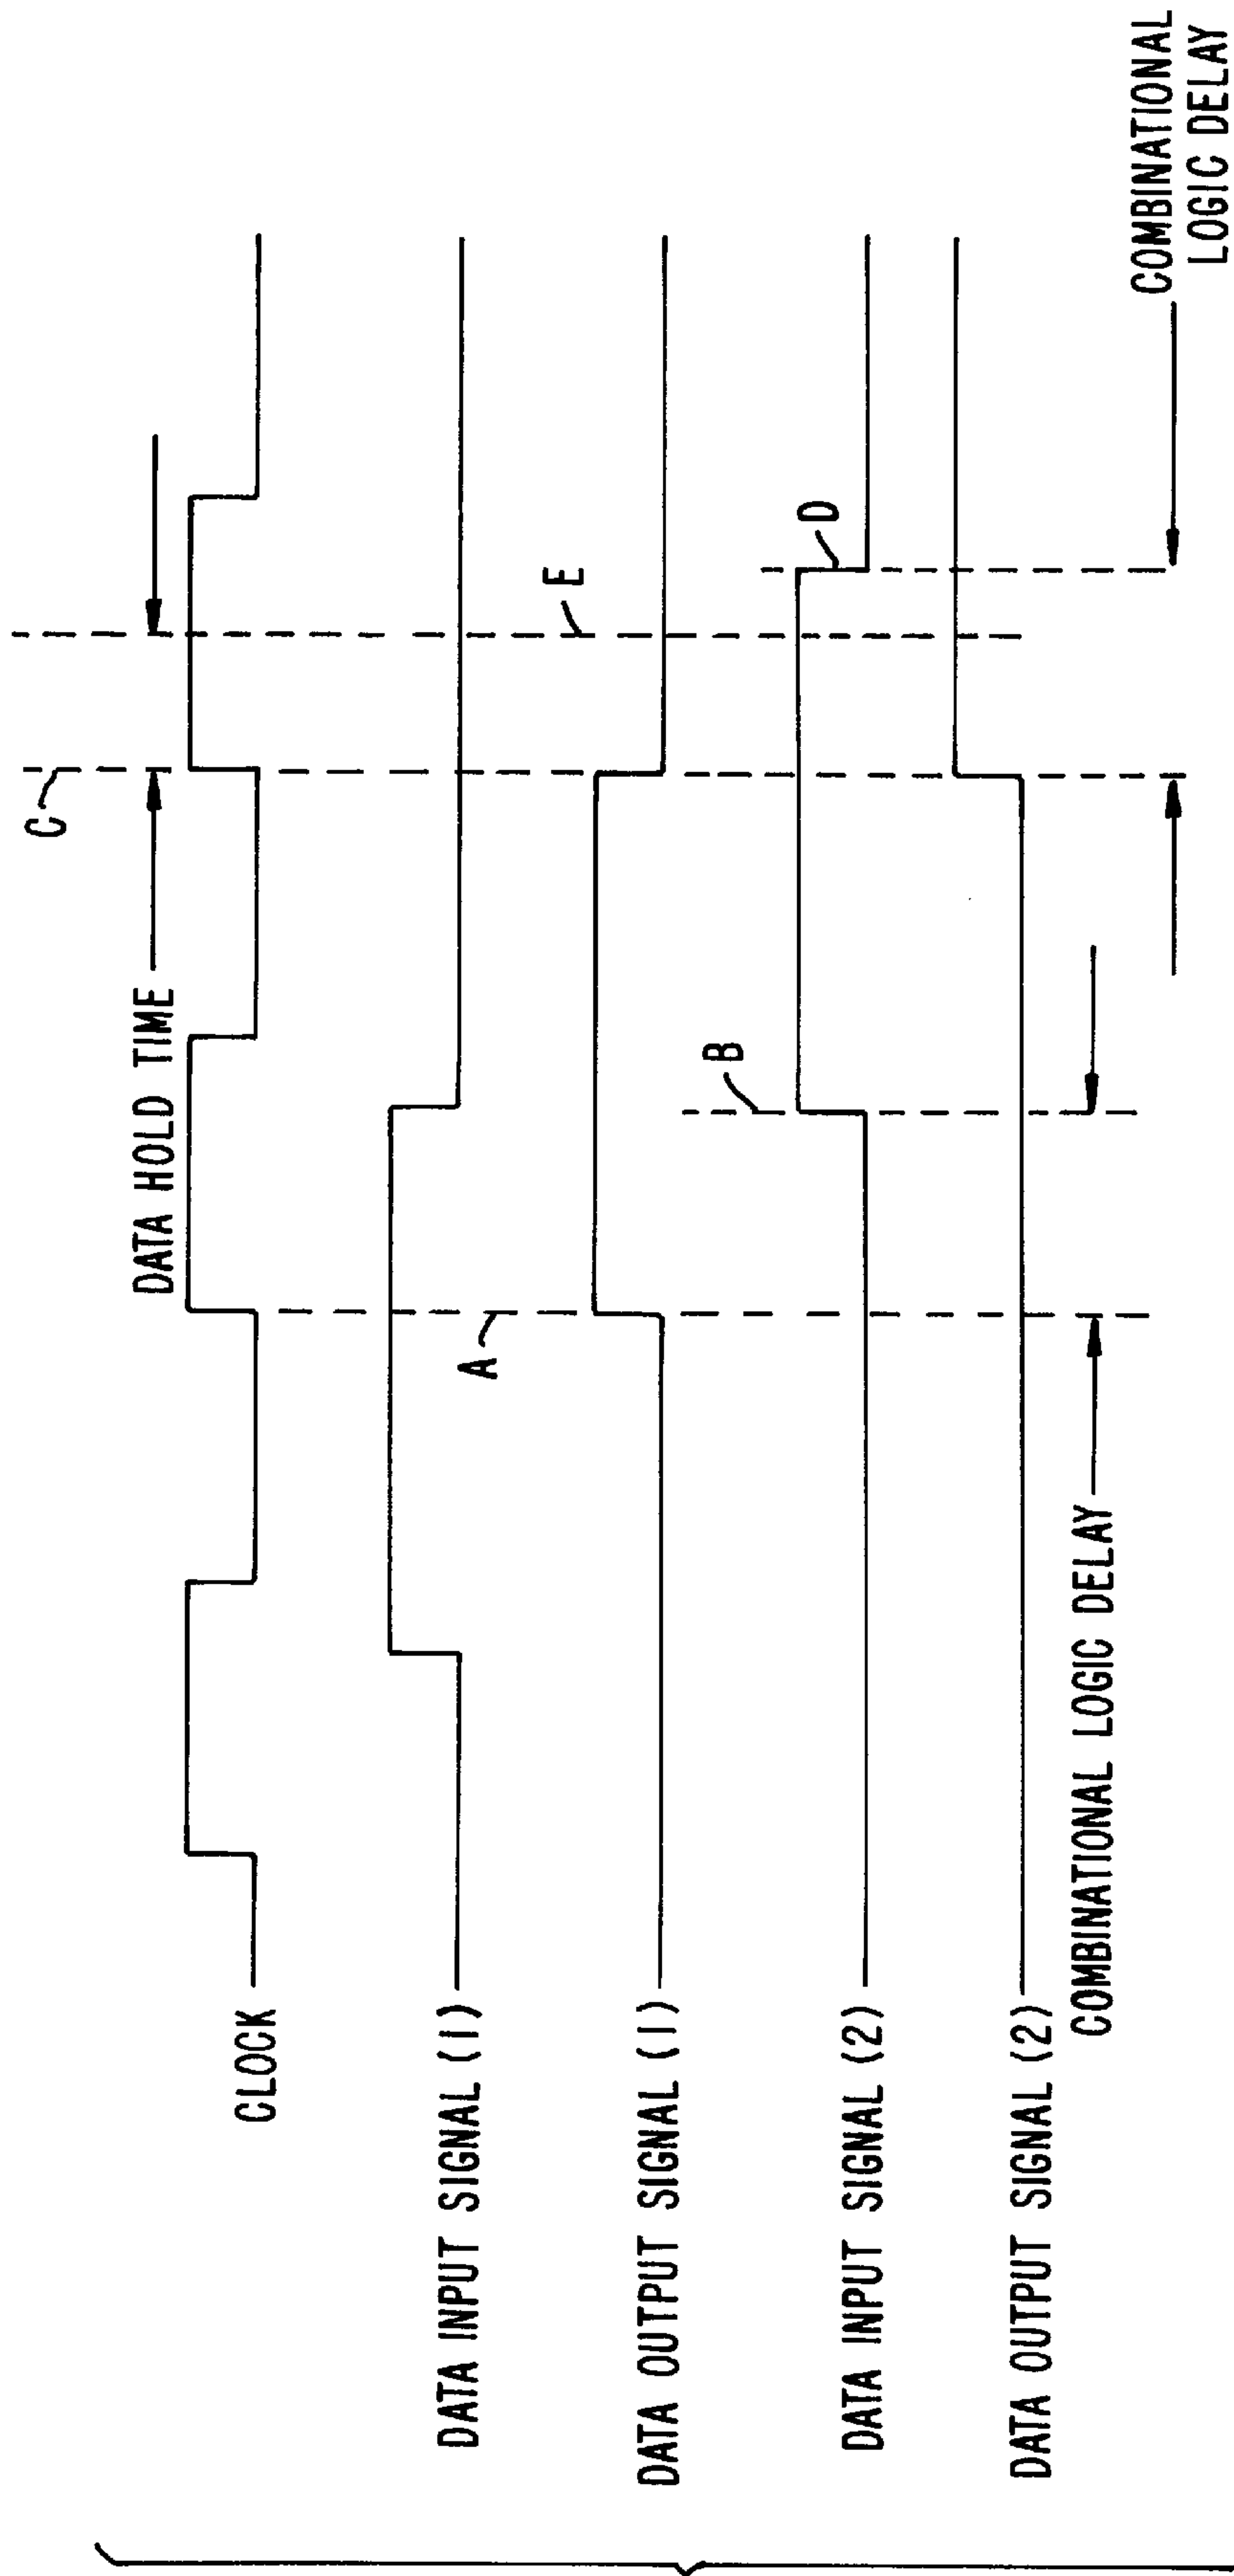 C
DATA HOLD TIME
E
A
B
D
CLOCK
DATA INPUT SIGNAL (1)
DATA OUTPUT SIGNAL (1)
DATA INPUT SIGNAL (2)
DATA OUTPUT SIGNAL (2)
COMBINATIONAL LOGIC DELAY
COMBINATIONAL
LOGIC DELAY